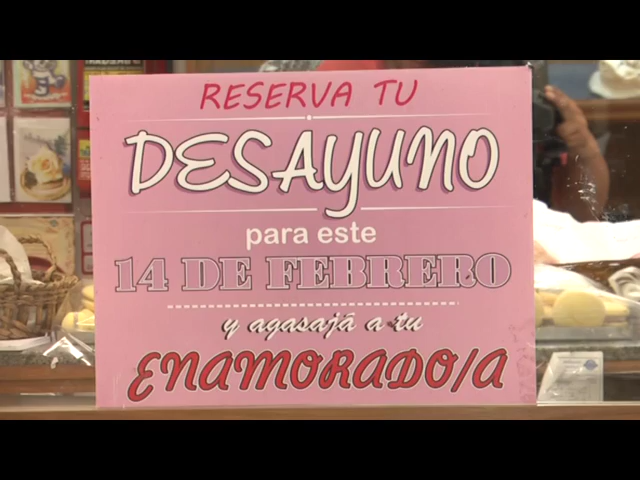 RESERVA TU
DESAYUNO
para este
14 DE FEBRERO
y agasajá a tu
ENAMORADO/A